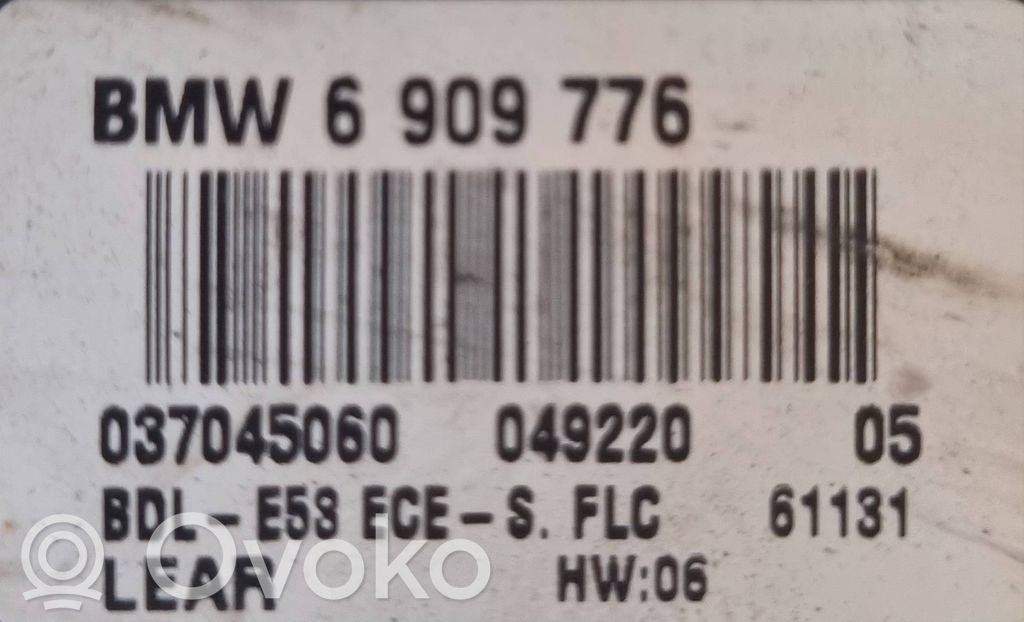 BMW 6 909 776
037045060 049220 05
BDL-E53 ECE-S. FLC 61131
LEAR HW:06
Ovoko